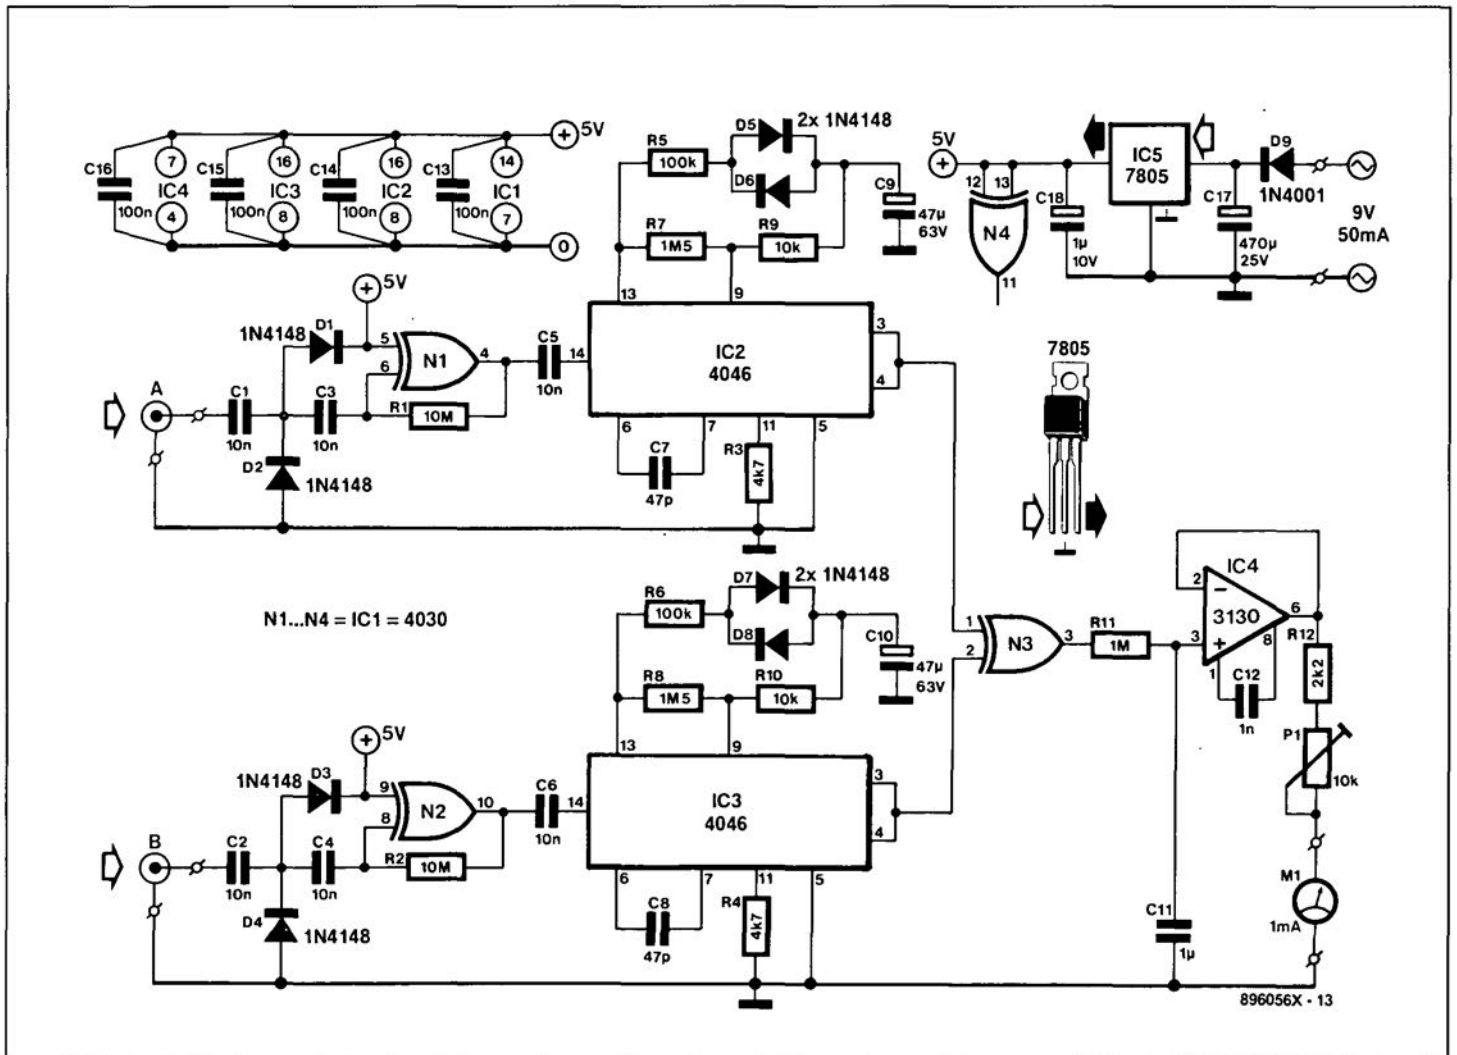 C16
100n
7
IC4
4
C15
100n
16
IC3
8
C14
100n
16
IC2
8
C13
100n
14
IC1
7
+ 5V
0
R5
100k
D5
2x 1N4148
D6
R7
1M5
R9
10k
C9
47µ
63V
13
9
5V
+
12
13
N4
11
C18
1µ
10V
IC5
7805
C17
470µ
25V
D9
1N4001
9V
50mA
+ 5V
1N4148
D1
5
6
N1
4
C5
10n
14
IC2
4046
3
4
A
C1
10n
C3
10n
R1
10M
D2
1N4148
6
7
11
5
C7
47p
R3
4k7
7805
N1...N4 = IC1 = 4030
R6
100k
D7
2x 1N4148
D8
R8
1M5
R10
10k
C10
47µ
63V
13
9
1
2
N3
3
R11
1M
IC4
2
−
3130
3
+
6
8
1
C12
1n
R12
2k2
P1
10k
+ 5V
1N4148
D3
9
8
N2
10
C6
10n
14
IC3
4046
3
4
B
C2
10n
C4
10n
R2
10M
D4
1N4148
6
7
11
5
C8
47p
R4
4k7
C11
1µ
M1
1mA
896056X - 13